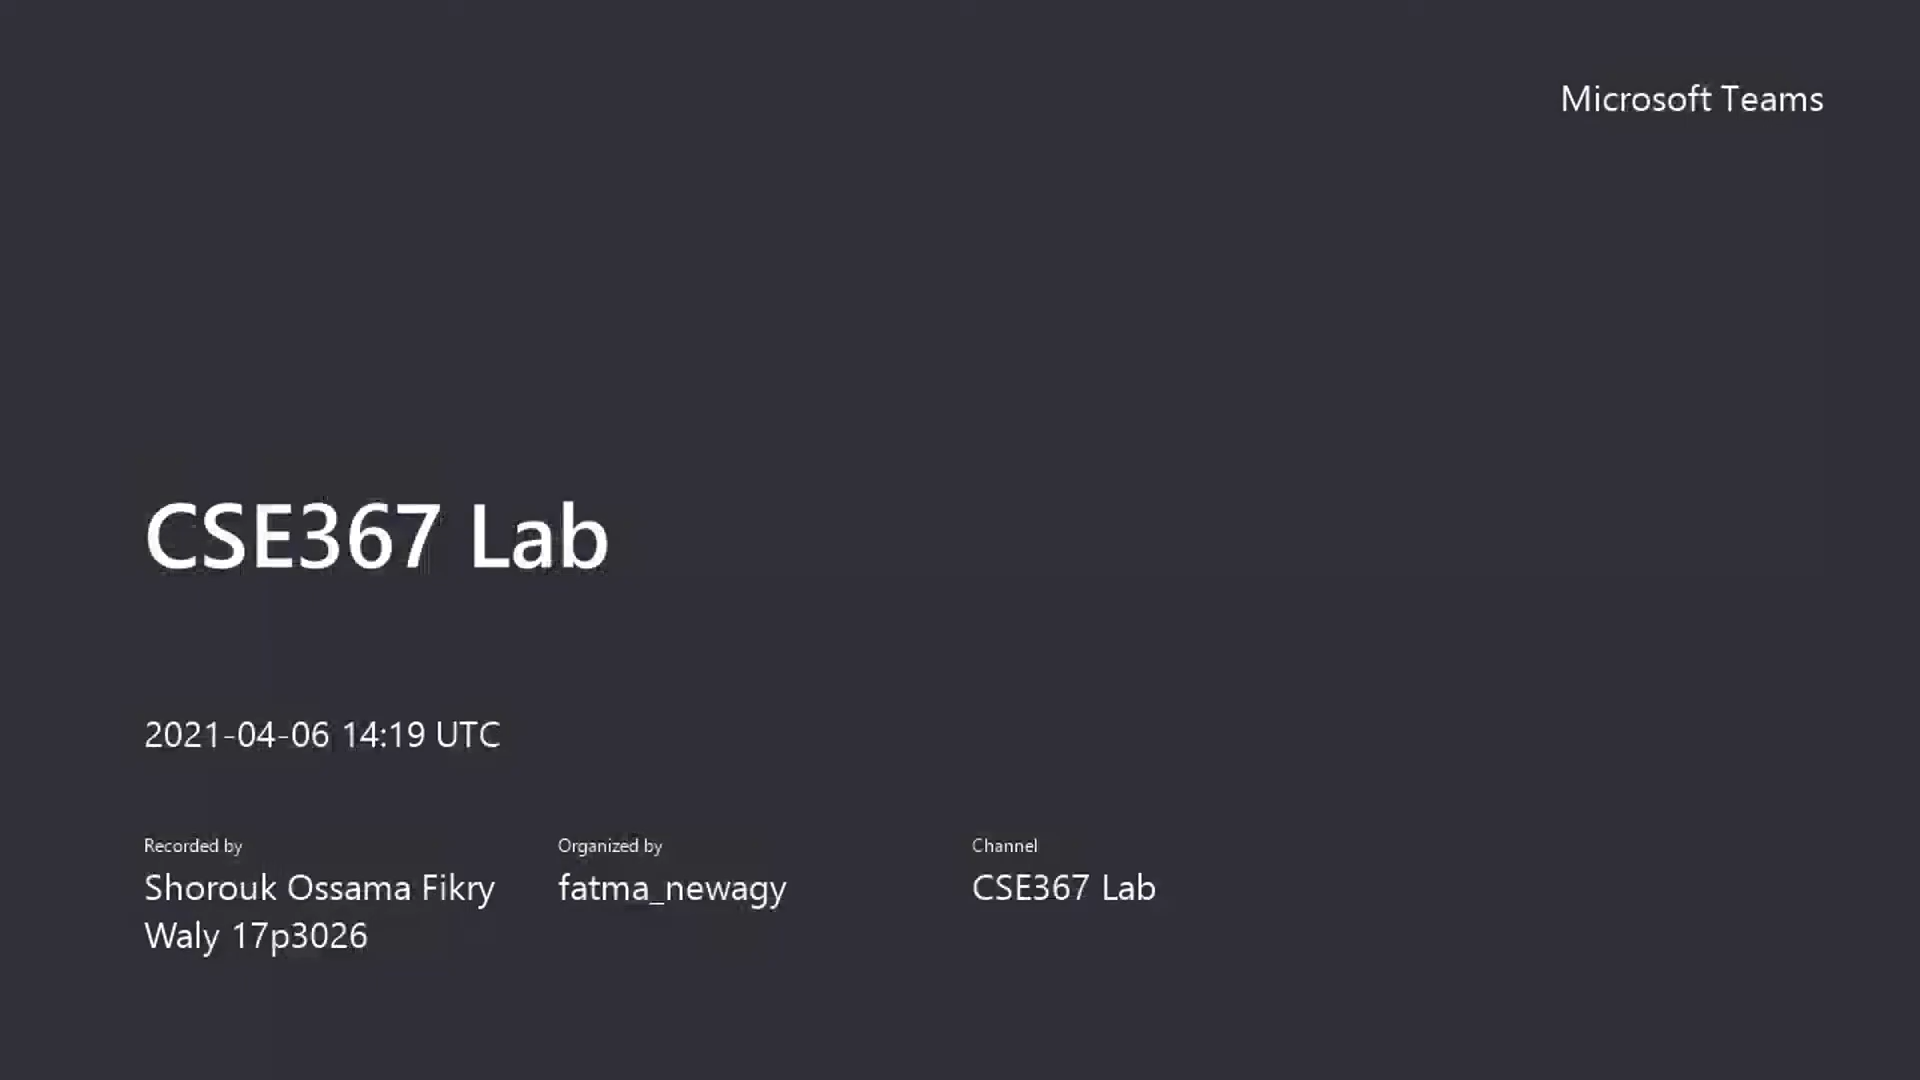 Microsoft Teams
CSE367 Lab
2021-04-06 14:19 UTC
Recorded by
Shorouk Ossama Fikry
Waly 17p3026
Organized by
fatma_newagy
Channel
CSE367 Lab